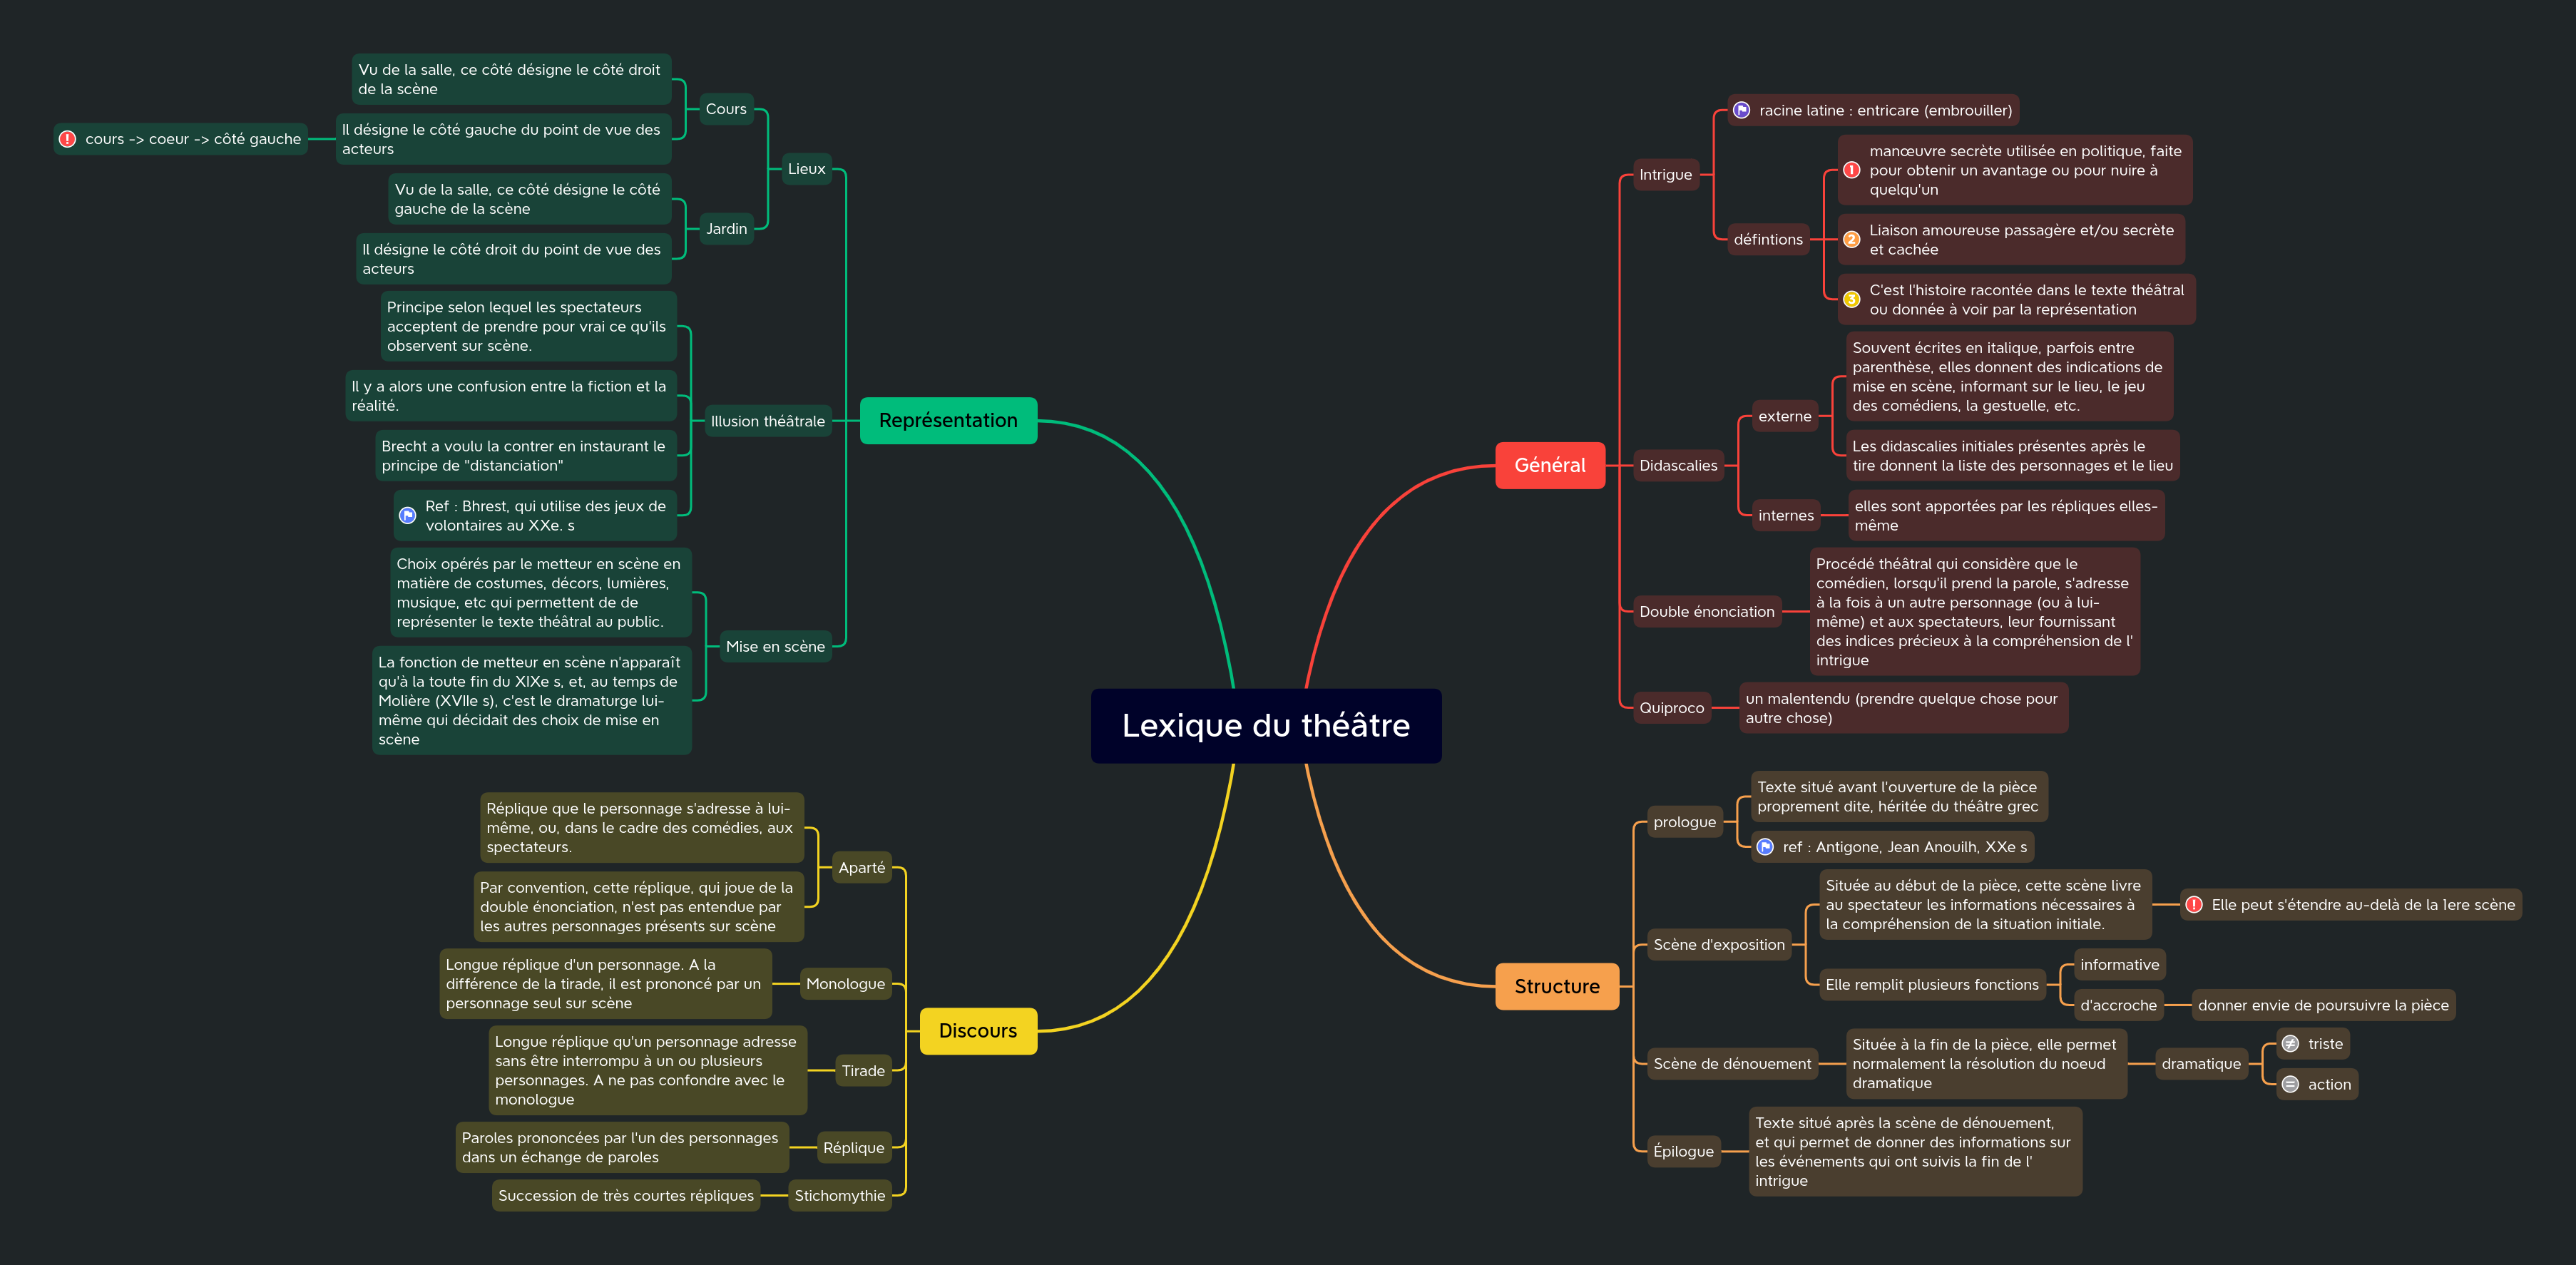 Lexique du théâtre
Général
Intrigue
racine latine : entricare (embrouiller)
défintions
1
manœuvre secrète utilisée en politique, faite
pour obtenir un avantage ou pour nuire à
quelqu'un
2
Liaison amoureuse passagère et/ou secrète
et cachée
3
C'est l'histoire racontée dans le texte théâtral
ou donnée à voir par la représentation
Didascalies
externe
Souvent écrites en italique, parfois entre
parenthèse, elles donnent des indications de
mise en scène, informant sur le lieu, le jeu
des comédiens, la gestuelle, etc.
Les didascalies initiales présentes après le
tire donnent la liste des personnages et le lieu
internes
elles sont apportées par les répliques elles-
même
Double énonciation
Procédé théâtral qui considère que le
comédien, lorsqu'il prend la parole, s'adresse
à la fois à un autre personnage (ou à lui-
même) et aux spectateurs, leur fournissant
des indices précieux à la compréhension de l'
intrigue
Quiproco
un malentendu (prendre quelque chose pour
autre chose)
Structure
prologue
Texte situé avant l'ouverture de la pièce
proprement dite, héritée du théâtre grec
ref : Antigone, Jean Anouilh, XXe s
Scène d'exposition
Située au début de la pièce, cette scène livre
au spectateur les informations nécessaires à
la compréhension de la situation initiale.
! Elle peut s'étendre au-delà de la 1ere scène
Elle remplit plusieurs fonctions
informative
d'accroche
donner envie de poursuivre la pièce
Scène de dénouement
Située à la fin de la pièce, elle permet
normalement la résolution du noeud
dramatique
dramatique
≠ triste
= action
Épilogue
Texte situé après la scène de dénouement,
et qui permet de donner des informations sur
les événements qui ont suivis la fin de l'
intrigue
Représentation
Lieux
Cours
Vu de la salle, ce côté désigne le côté droit
de la scène
Il désigne le côté gauche du point de vue des
acteurs
! cours -> coeur -> côté gauche
Jardin
Vu de la salle, ce côté désigne le côté
gauche de la scène
Il désigne le côté droit du point de vue des
acteurs
Illusion théâtrale
Principe selon lequel les spectateurs
acceptent de prendre pour vrai ce qu'ils
observent sur scène.
Il y a alors une confusion entre la fiction et la
réalité.
Brecht a voulu la contrer en instaurant le
principe de "distanciation"
Ref : Bhrest, qui utilise des jeux de
volontaires au XXe. s
Mise en scène
Choix opérés par le metteur en scène en
matière de costumes, décors, lumières,
musique, etc qui permettent de de
représenter le texte théâtral au public.
La fonction de metteur en scène n'apparaît
qu'à la toute fin du XIXe s, et, au temps de
Molière (XVIIe s), c'est le dramaturge lui-
même qui décidait des choix de mise en
scène
Discours
Aparté
Réplique que le personnage s'adresse à lui-
même, ou, dans le cadre des comédies, aux
spectateurs.
Par convention, cette réplique, qui joue de la
double énonciation, n'est pas entendue par
les autres personnages présents sur scène
Monologue
Longue réplique d'un personnage. A la
différence de la tirade, il est prononcé par un
personnage seul sur scène
Tirade
Longue réplique qu'un personnage adresse
sans être interrompu à un ou plusieurs
personnages. A ne pas confondre avec le
monologue
Réplique
Paroles prononcées par l'un des personnages
dans un échange de paroles
Stichomythie
Succession de très courtes répliques